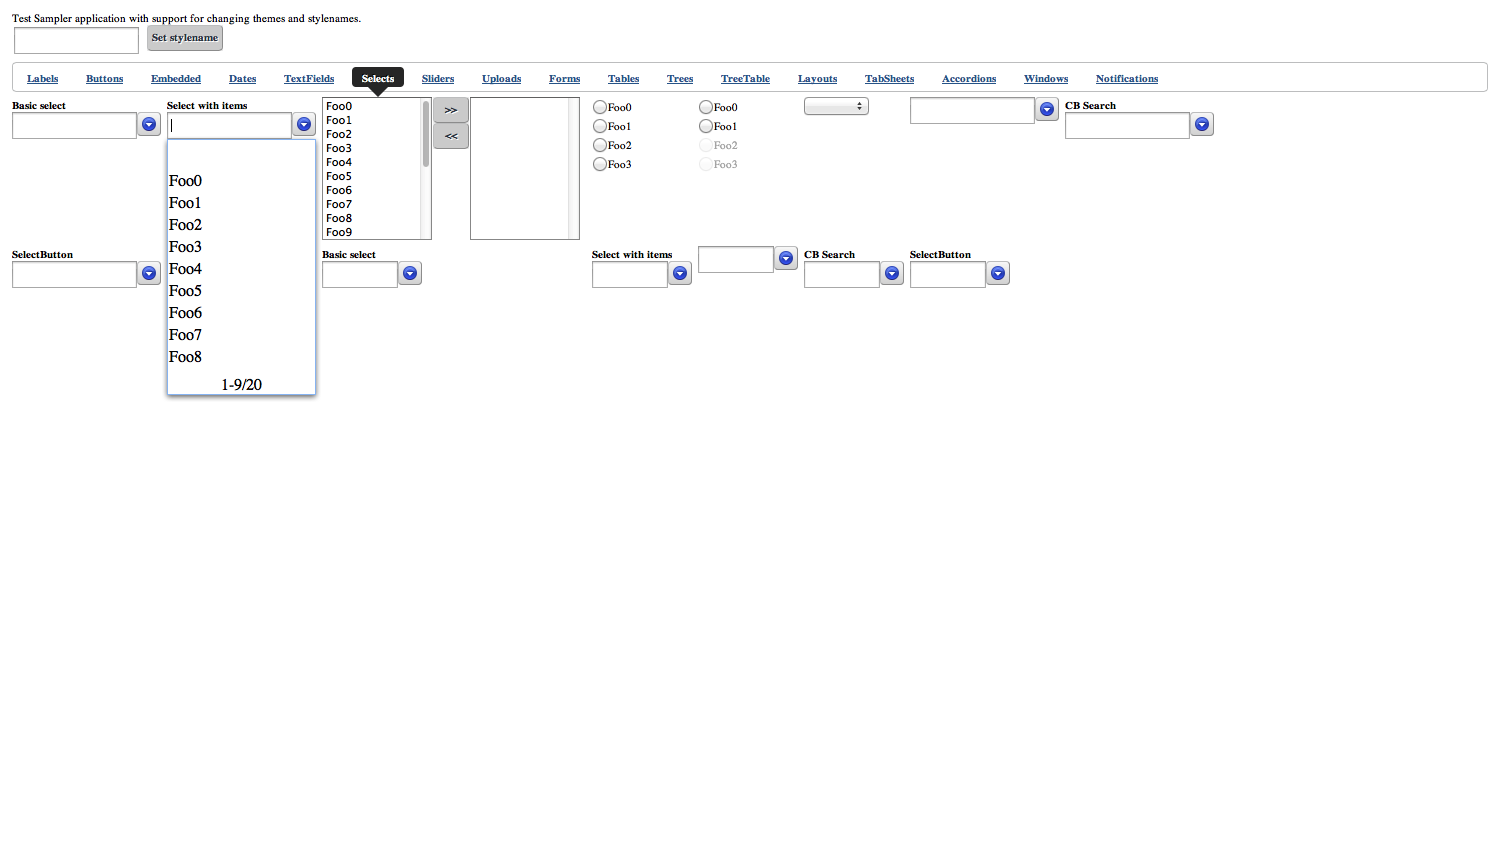 Test Sampler application with support for changing themes and stylenames.
Set stylename
Labels Buttons Embedded Dates TextFields Selects Sliders Uploads Forms Tables Trees TreeTable Layouts TabSheets Accordions Windows Notifications
Basic select
Select with items
Foo0
Foo1
Foo2
Foo3
Foo4
Foo5
Foo6
Foo7
Foo8
1-9/20
Foo0
Foo1
Foo2
Foo3
Foo4
Foo5
Foo6
Foo7
Foo8
Foo9
>>
<<
Foo0
Foo1
Foo2
Foo3
Foo0
Foo1
Foo2
Foo3
CB Search
SelectButton
Basic select
Select with items
CB Search
SelectButton